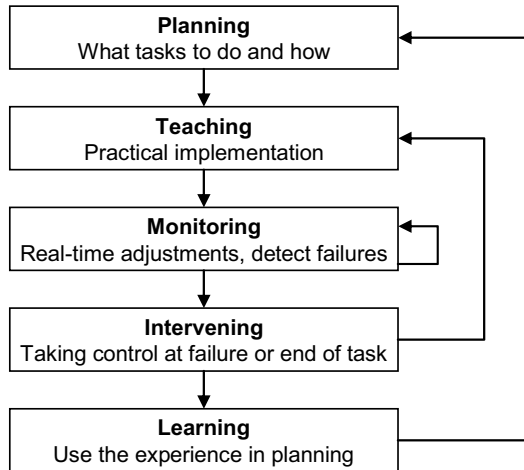 Planning
What tasks to do and how
Teaching
Practical implementation
Monitoring
Real-time adjustments, detect failures
Intervening
Taking control at failure or end of task
Learning
Use the experience in planning